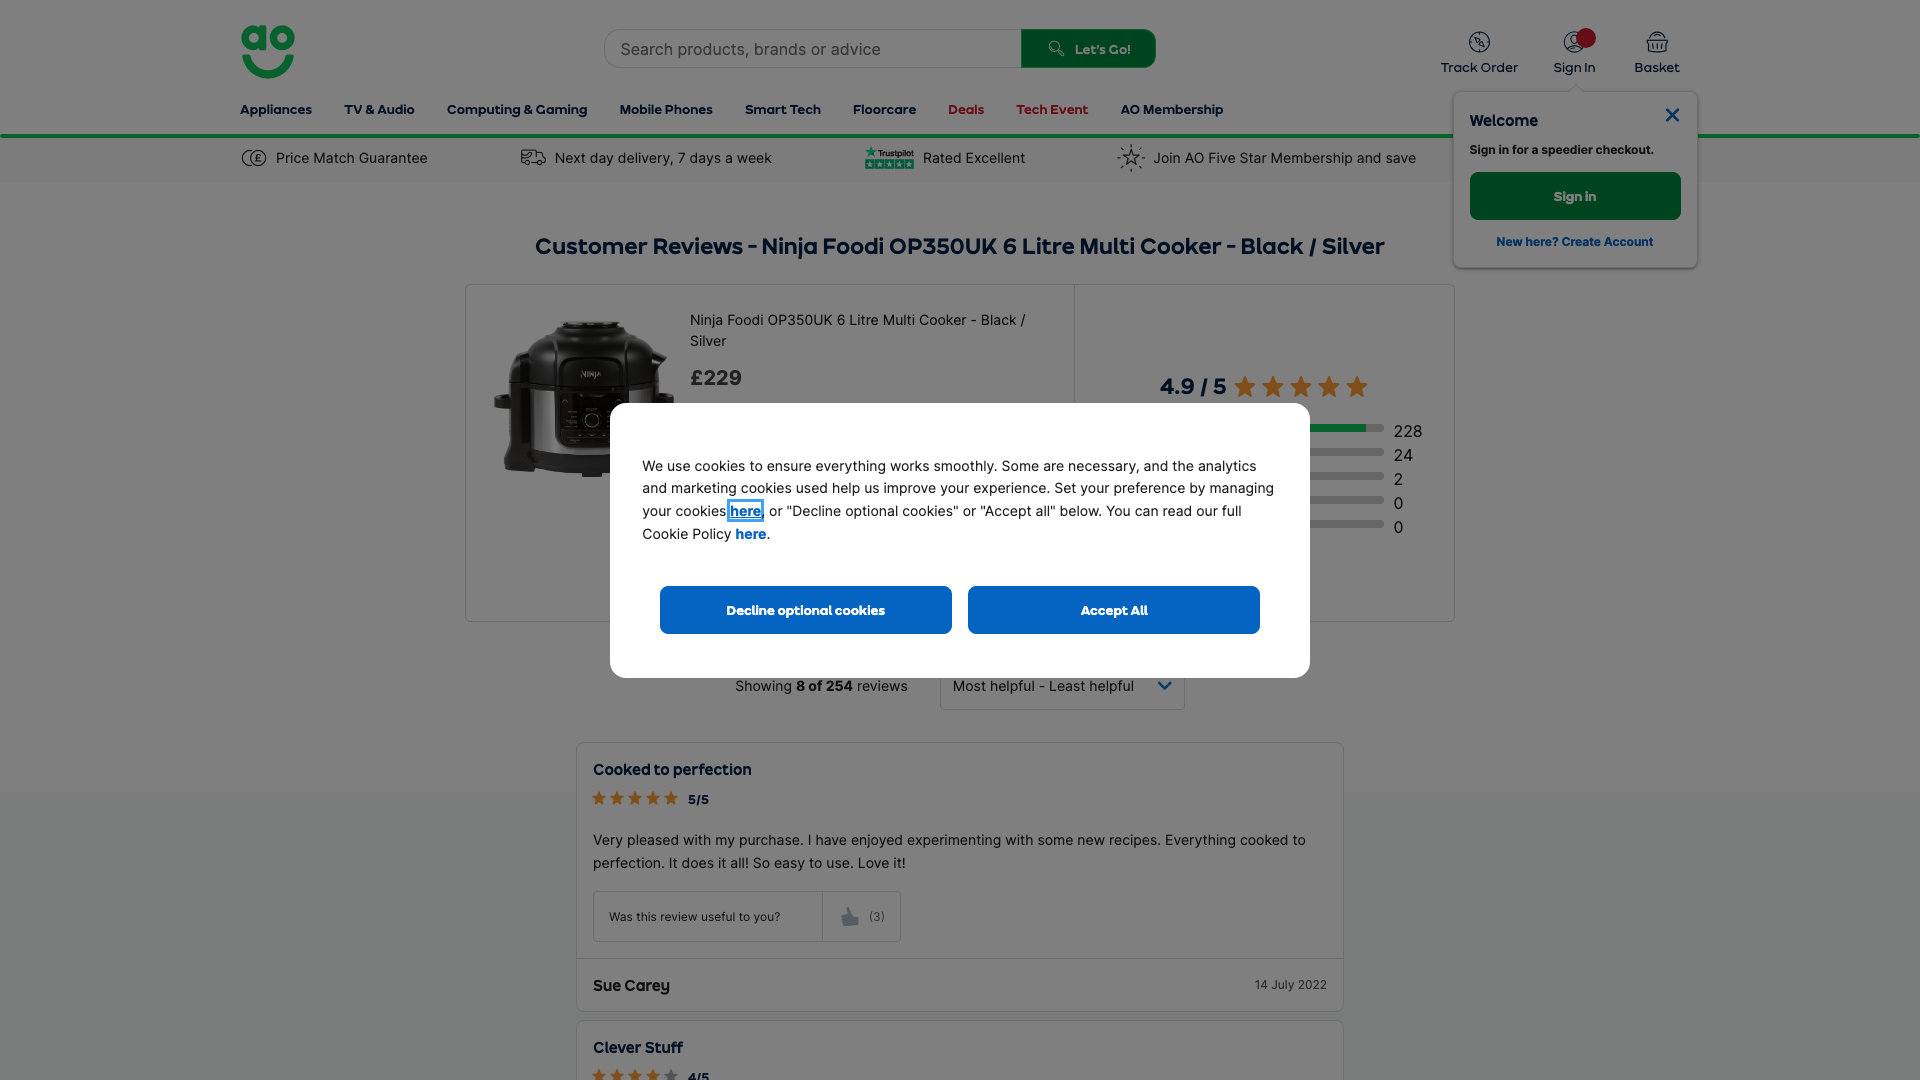 ao
Search products, brands or advice
Let's Go!
Track Order
Sign In
Basket
Appliances
TV & Audio
Computing & Gaming
Mobile Phones
Smart Tech
Floorcare
Deals
Tech Event
AO Membership
Welcome
Sign in for a speedier checkout.
Sign in
New here? Create Account
Price Match Guarantee
Next day delivery, 7 days a week
Trustpilot
Rated Excellent
Join AO Five Star Membership and save
Customer Reviews - Ninja Foodi OP350UK 6 Litre Multi Cooker - Black / Silver
NINJA
Ninja Foodi OP350UK 6 Litre Multi Cooker - Black /
Silver
£229
4.9 / 5
228
24
2
0
0
We use cookies to ensure everything works smoothly. Some are necessary, and the analytics
and marketing cookies used help us improve your experience. Set your preference by managing
your cookies here, or "Decline optional cookies" or "Accept all" below. You can read our full
Cookie Policy here.
Decline optional cookies
Accept All
Showing 8 of 254 reviews
Most helpful - Least helpful
Cooked to perfection
5/5
Very pleased with my purchase. I have enjoyed experimenting with some new recipes. Everything cooked to
perfection. It does it all! So easy to use. Love it!
Was this review useful to you?
(3)
Sue Carey
14 July 2022
Clever Stuff
4/5